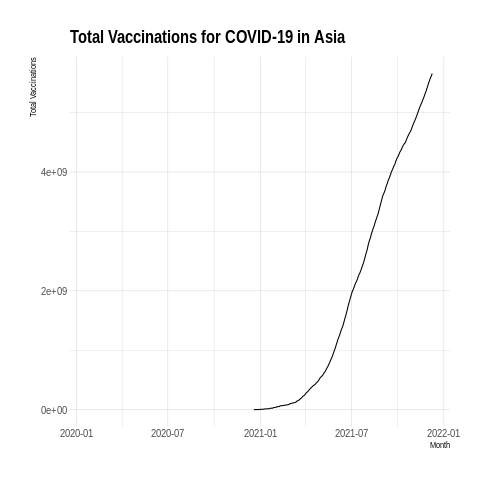 Total Vaccinations for COVID-19 in Asia
Total Vaccinations
4e+09
2e+09
0e+00
2020-01 2020-07 2021-01 2021-07 2022-01
Month